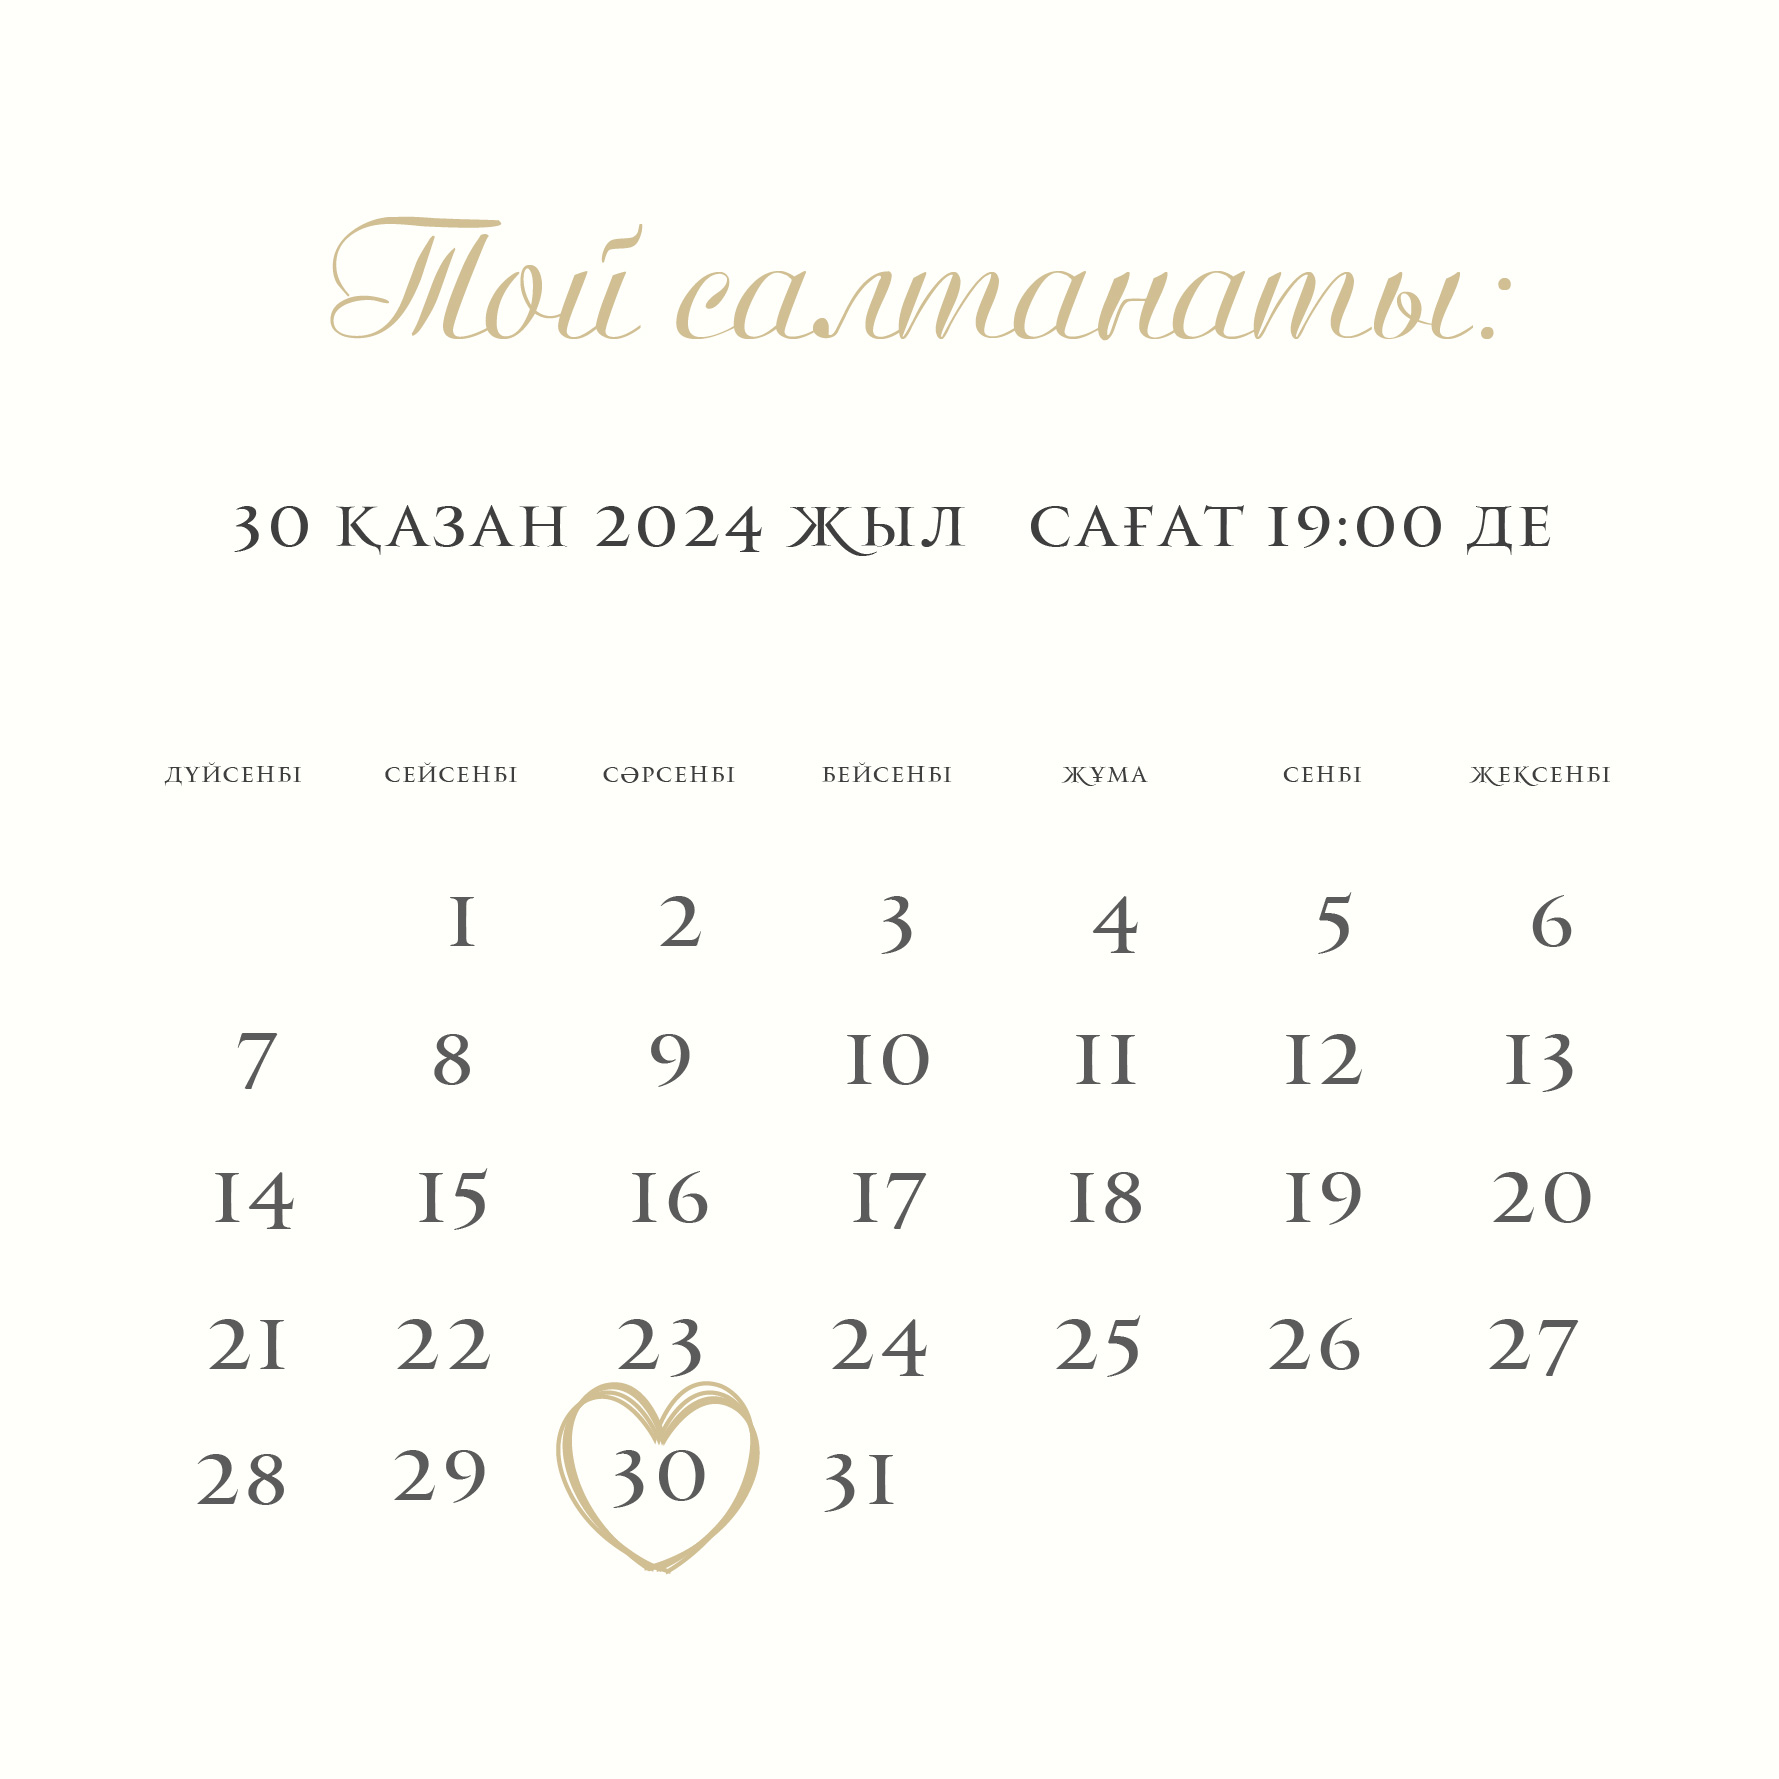 Той салтанаты:
30 ҚАЗАН 2024 ЖЫЛ САҒАТ 19:00 ДЕ
ДҮЙСЕНБІ СЕЙСЕНБІ СӘРСЕНБІ БЕЙСЕНБІ ЖҰМА СЕНБІ ЖЕКСЕНБІ
1 2 3 4 5 6
7 8 9 10 11 12 13
14 15 16 17 18 19 20
21 22 23 24 25 26 27
28 29 30 31